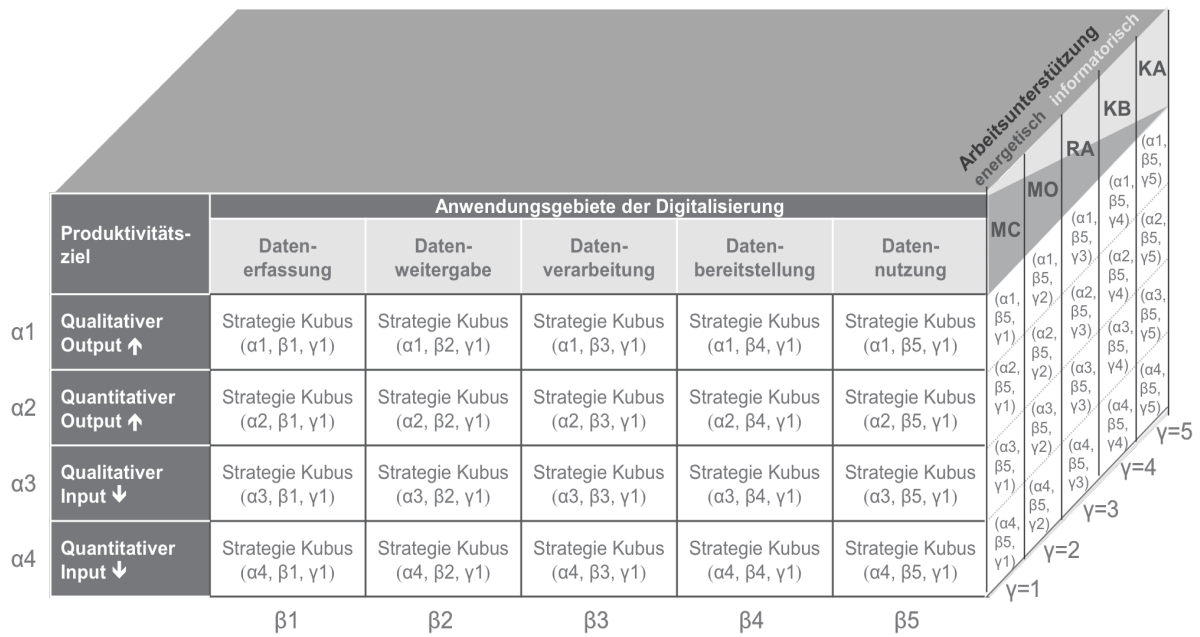 Arbeitsunterstützung
energetisch informatorisch
MC
MO
RA
KB
KA
Produktivitäts-
ziel
Anwendungsgebiete der Digitalisierung
Daten-
erfassung
Daten-
weitergabe
Daten-
verarbeitung
Daten-
bereitstellung
Daten-
nutzung
α1
Qualitativer
Output ↑
Strategie Kubus
(α1, β1, γ1)
Strategie Kubus
(α1, β2, γ1)
Strategie Kubus
(α1, β3, γ1)
Strategie Kubus
(α1, β4, γ1)
Strategie Kubus
(α1, β5, γ1)
α2
Quantitativer
Output ↑
Strategie Kubus
(α2, β1, γ1)
Strategie Kubus
(α2, β2, γ1)
Strategie Kubus
(α2, β3, γ1)
Strategie Kubus
(α2, β4, γ1)
Strategie Kubus
(α2, β5, γ1)
α3
Qualitativer
Input ↓
Strategie Kubus
(α3, β1, γ1)
Strategie Kubus
(α3, β2, γ1)
Strategie Kubus
(α3, β3, γ1)
Strategie Kubus
(α3, β4, γ1)
Strategie Kubus
(α3, β5, γ1)
α4
Quantitativer
Input ↓
Strategie Kubus
(α4, β1, γ1)
Strategie Kubus
(α4, β2, γ1)
Strategie Kubus
(α4, β3, γ1)
Strategie Kubus
(α4, β4, γ1)
Strategie Kubus
(α4, β5, γ1)
β1
β2
β3
β4
β5
(α1,
β5,
γ1)
(α2,
β5,
γ1)
(α3,
β5,
γ1)
(α4,
β5,
γ1)
(α1,
β5,
γ2)
(α2,
β5,
γ2)
(α3,
β5,
γ2)
(α4,
β5,
γ2)
(α1,
β5,
γ3)
(α2,
β5,
γ3)
(α3,
β5,
γ3)
(α4,
β5,
γ3)
(α1,
β5,
γ4)
(α2,
β5,
γ4)
(α3,
β5,
γ4)
(α4,
β5,
γ4)
(α1,
β5,
γ5)
(α2,
β5,
γ5)
(α3,
β5,
γ5)
(α4,
β5,
γ5)
γ=1
γ=2
γ=3
γ=4
γ=5